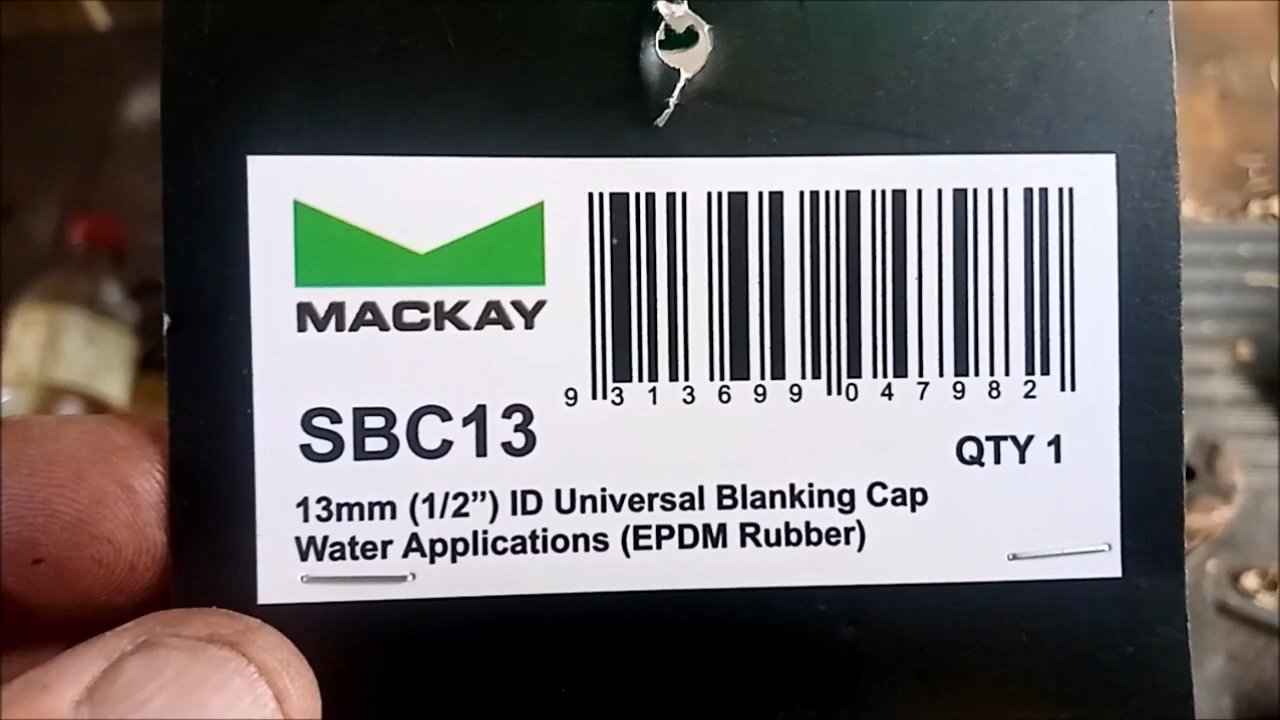 MACKAY
9 313699 047982
SBC13
QTY 1
13mm (1/2”) ID Universal Blanking Cap
Water Applications (EPDM Rubber)